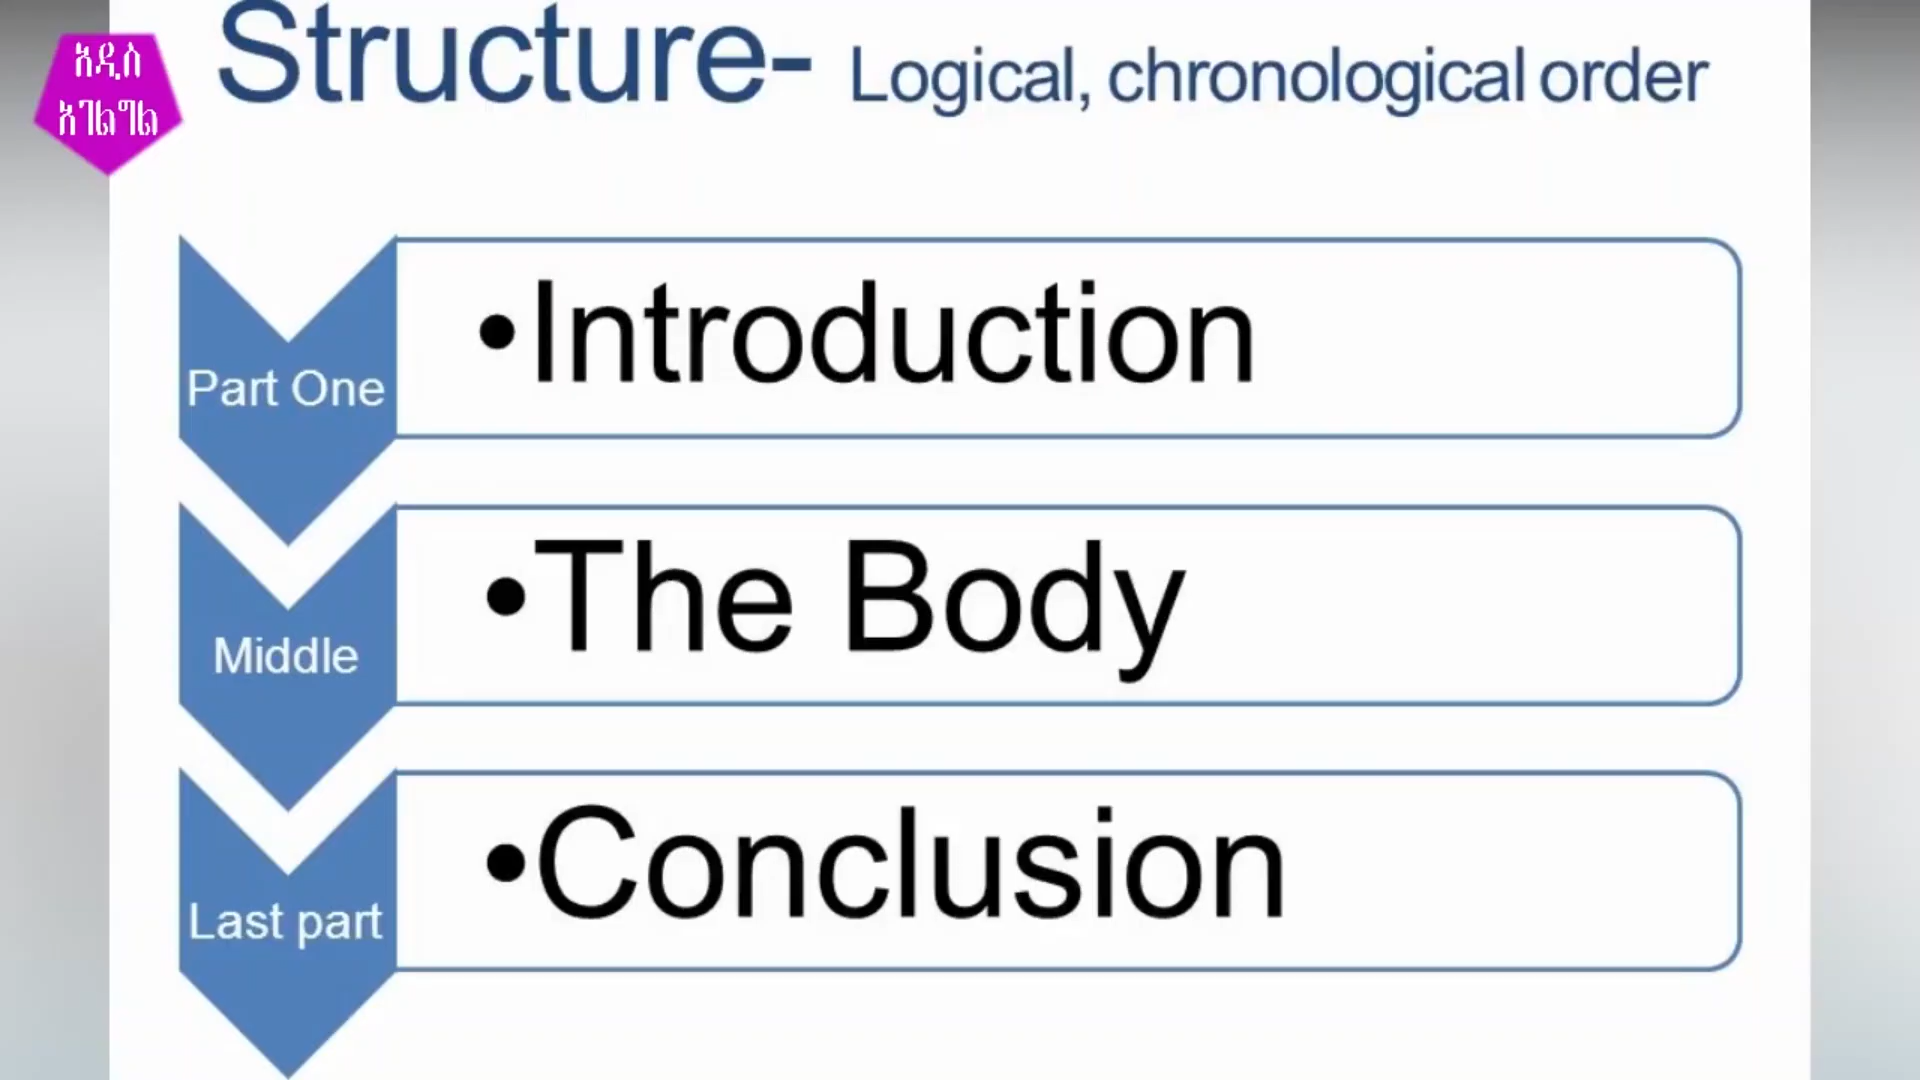 አዲስ
አገልግል
Structure- Logical, chronological order
Part One
•Introduction
Middle
•The Body
Last part
•Conclusion